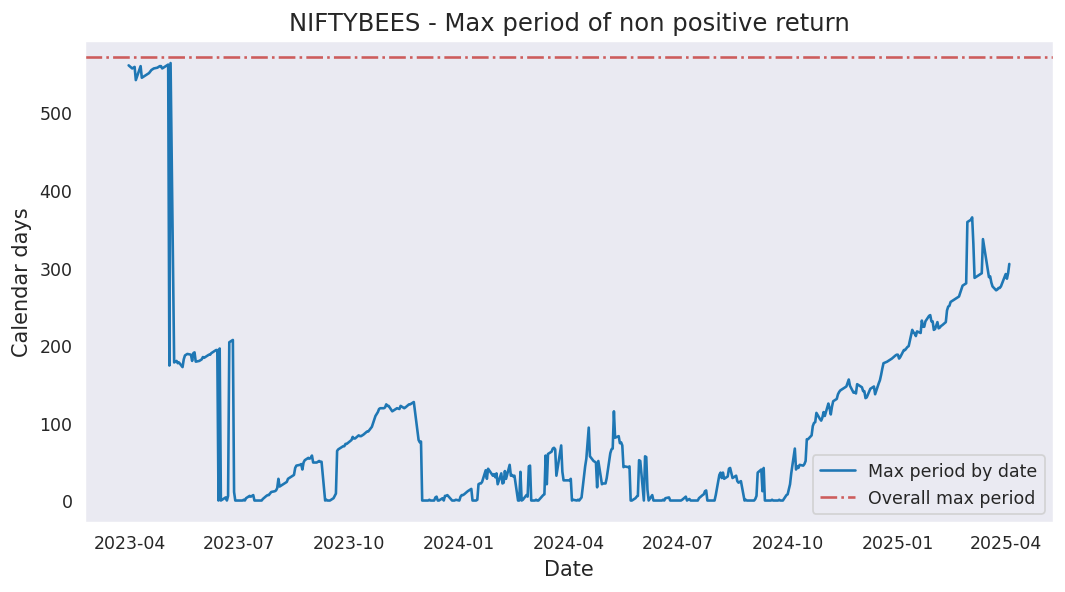 NIFTYBEES - Max period of non positive return
Calendar days
500
400
300
200
100
0
2023-04 2023-07 2023-10 2024-01 2024-04 2024-07 2024-10 2025-01 2025-04
Date
Max period by date
Overall max period